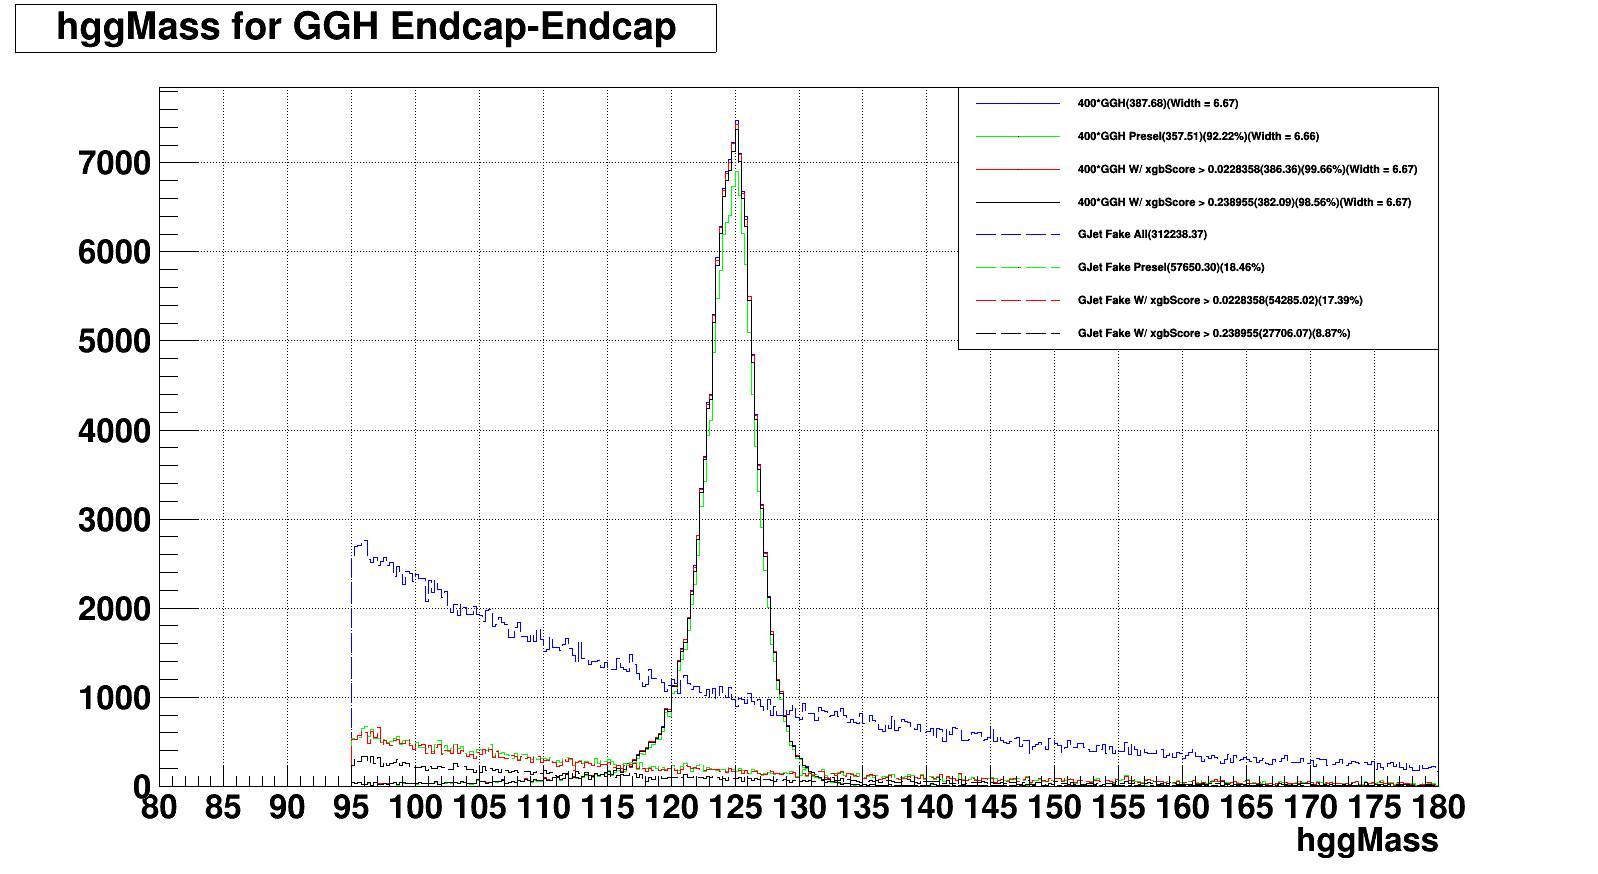 hggMass for GGH Endcap-Endcap
400*GGH(387.68)(Width = 6.67)
400*GGH Presel(357.51)(92.22%)(Width = 6.66)
400*GGH W/ xgbScore > 0.0228358(386.36)(99.66%)(Width = 6.67)
400*GGH W/ xgbScore > 0.238955(382.09)(98.56%)(Width = 6.67)
GJet Fake All(312238.37)
GJet Fake Presel(57650.30)(18.46%)
GJet Fake W/ xgbScore > 0.0228358(54285.02)(17.39%)
GJet Fake W/ xgbScore > 0.238955(27706.07)(8.87%)
7000
6000
5000
4000
3000
2000
1000
0
80 85 90 95 100 105 110 115 120 125 130 135 140 145 150 155 160 165 170 175 180
hggMass